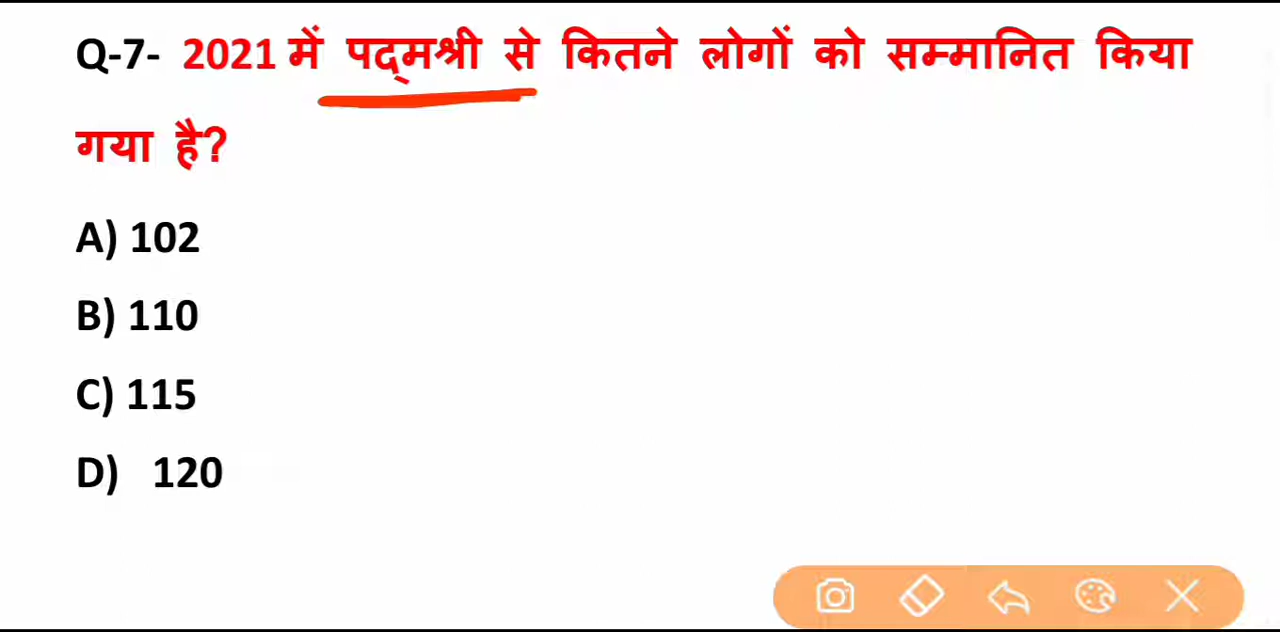 Q-7- 2021 में पद्मश्री से कितने लोगों को सम्मानित किया
गया है?
A) 102
B) 110
C) 115
D) 120